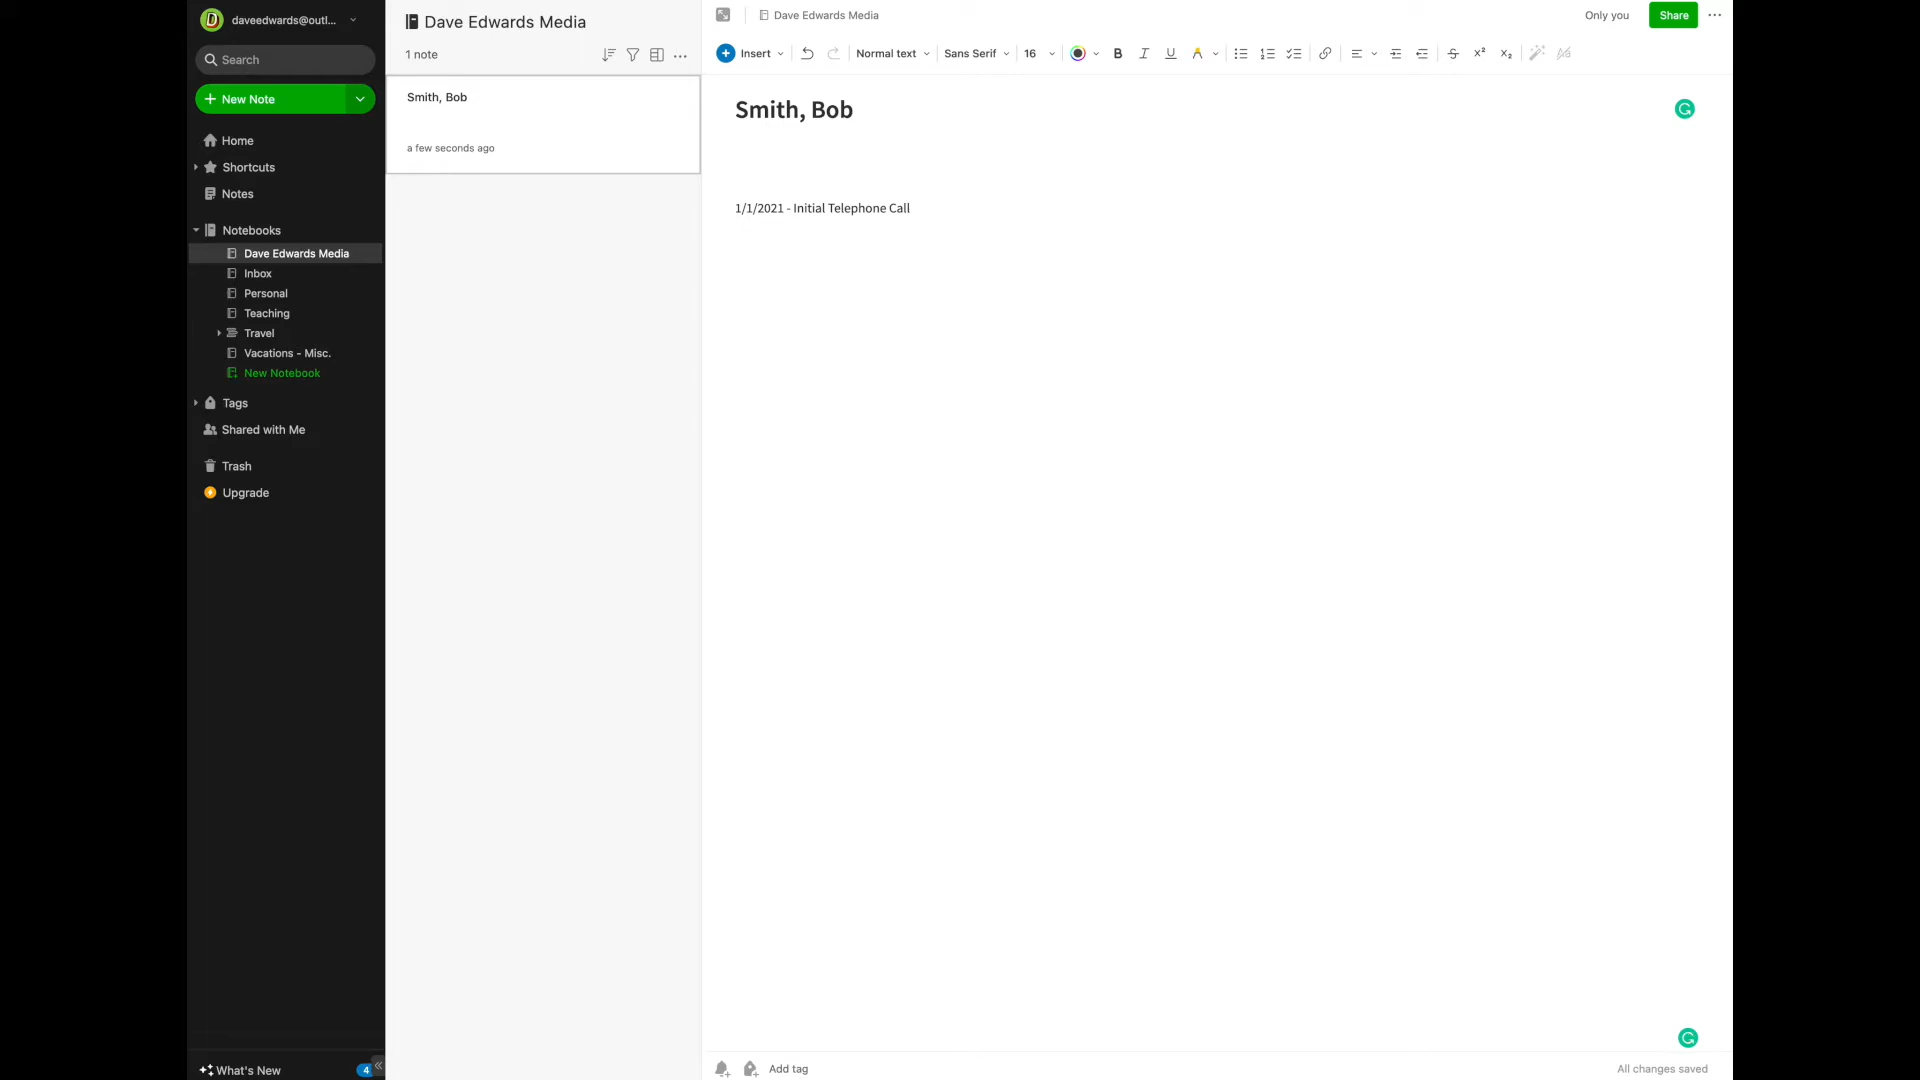 D
daveedwards@outl...
Search
New Note
Home
Shortcuts
Notes
Notebooks
Dave Edwards Media
Inbox
Personal
Teaching
Travel
Vacations - Misc.
New Notebook
Tags
Shared with Me
Trash
Upgrade
What's New
4
Dave Edwards Media
1 note
Smith, Bob
a few seconds ago
Dave Edwards Media
Only you
Share
Insert
Normal text
Sans Serif
16
Smith, Bob
1/1/2021 - Initial Telephone Call
Add tag
All changes saved